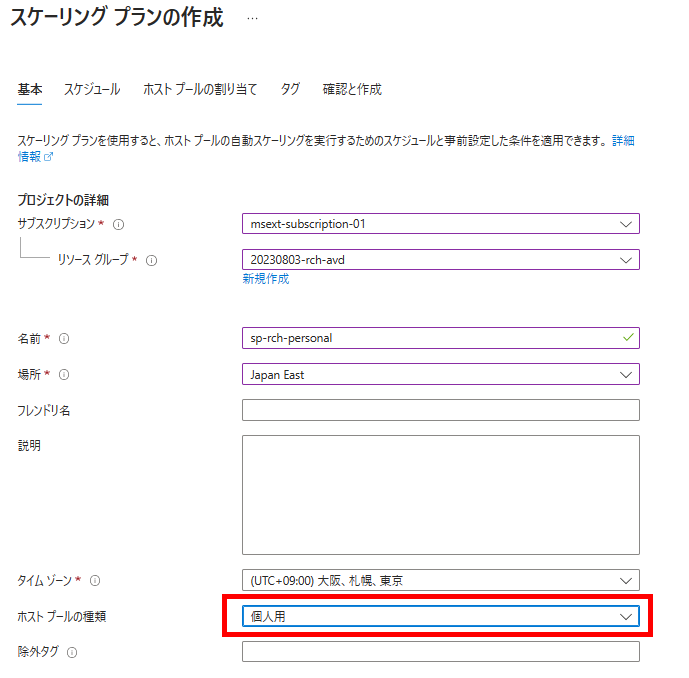 スケーリング プランの作成 …
基本 スケジュール ホスト プールの割り当て タグ 確認と作成
スケーリング プランを使用すると、ホスト プールの自動スケーリングを実行するためのスケジュールと事前設定した条件を適用できます。 詳細
情報
プロジェクトの詳細
サブスクリプション *
msext-subscription-01
リソース グループ *
20230803-rch-avd
新規作成
名前 *
sp-rch-personal
場所 *
Japan East
フレンドリ名
説明
タイム ゾーン *
(UTC+09:00) 大阪、札幌、東京
ホスト プールの種類
個人用
除外タグ